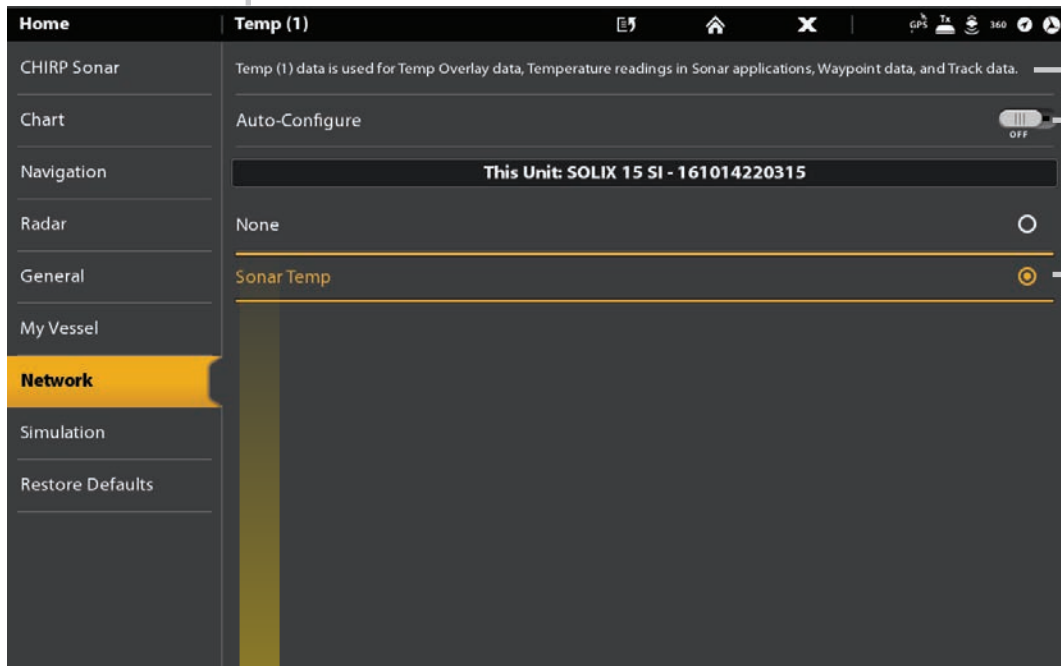 Home
Temp (1)
GPS Tx 360
CHIRP Sonar
Temp (1) data is used for Temp Overlay data, Temperature readings in Sonar applications, Waypoint data, and Track data.
Chart
Auto-Configure
OFF
Navigation
This Unit: SOLIX 15 SI - 161014220315
Radar
None
General
Sonar Temp
My Vessel
Network
Simulation
Restore Defaults